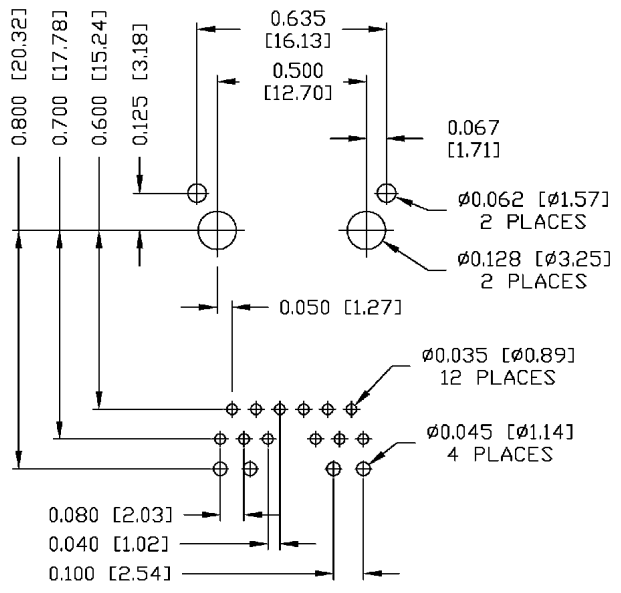 0.800 [20.32]
0.700 [17.78]
0.600 [15.24]
0.125 [3.18]
0.635
[16.13]
0.500
[12.70]
0.067
[1.71]
ø0.062 [ø1.57]
2 PLACES
ø0.128 [ø3.25]
2 PLACES
0.050 [1.27]
ø0.035 [ø0.89]
12 PLACES
ø0.045 [ø1.14]
4 PLACES
0.080 [2.03]
0.040 [1.02]
0.100 [2.54]